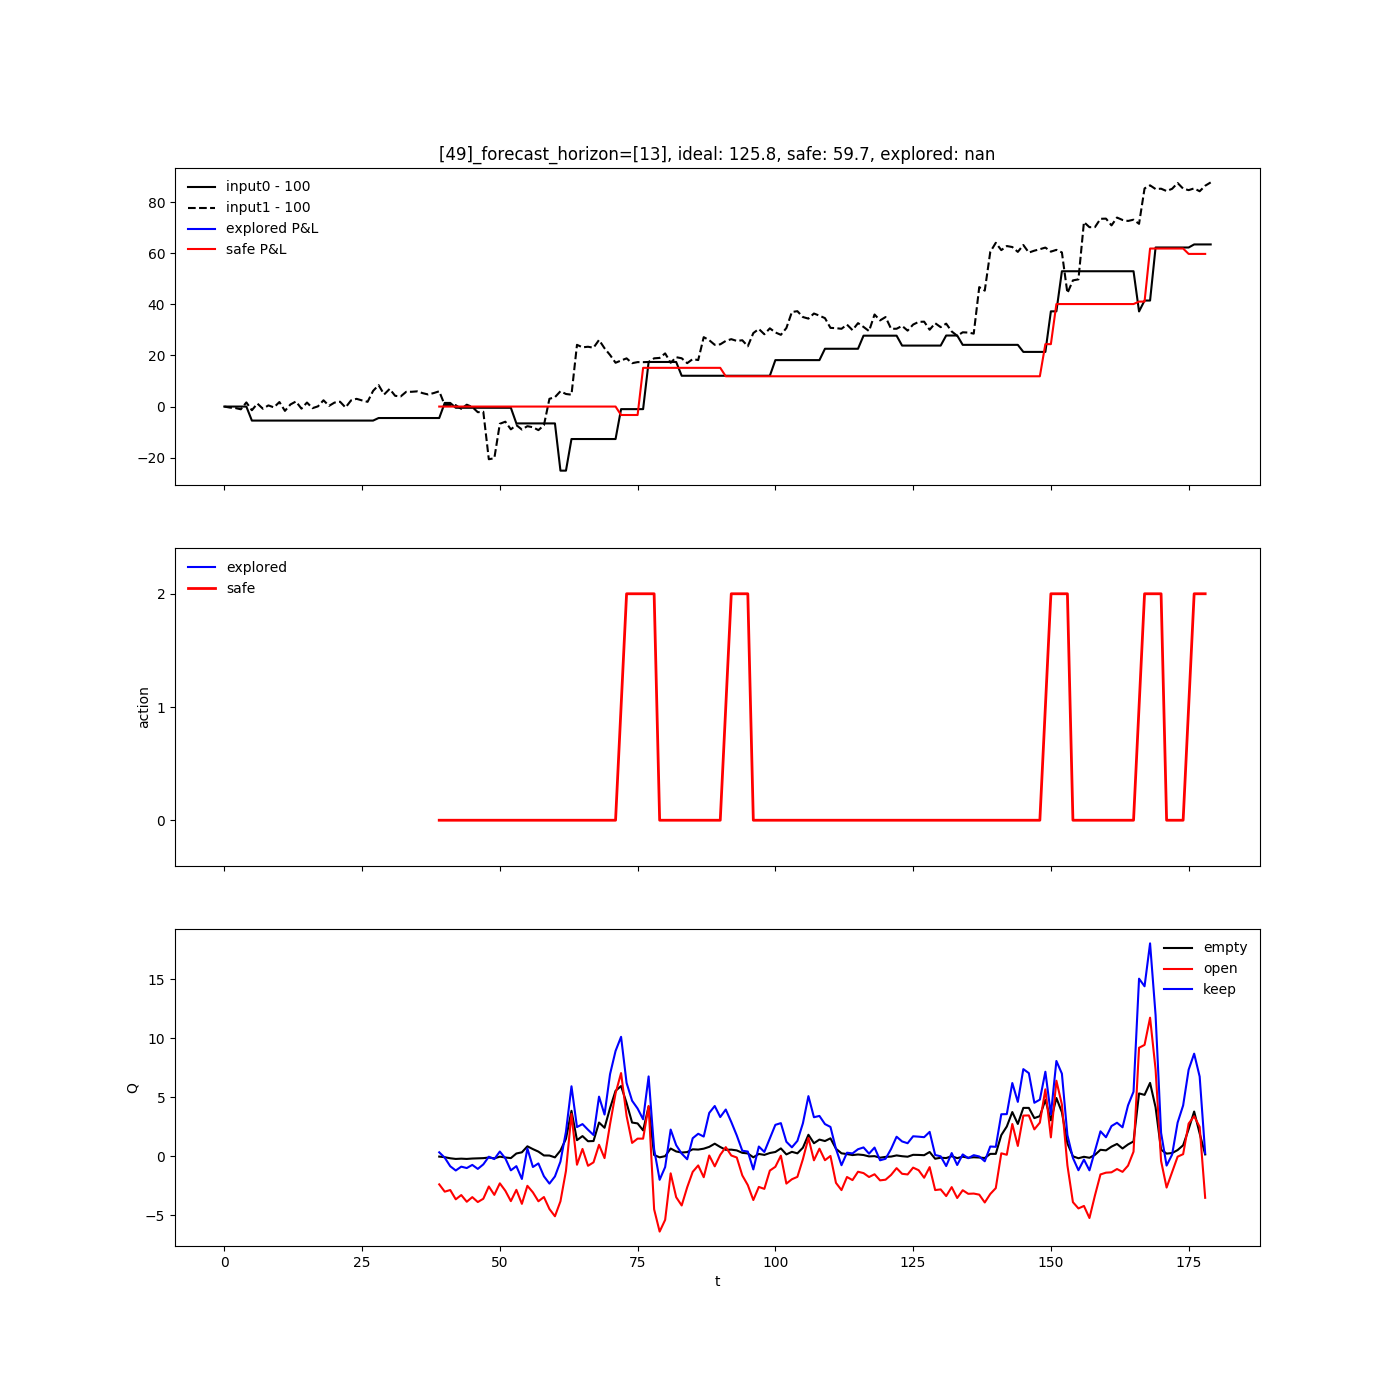 [49]_forecast_horizon=[13], ideal: 125.8, safe: 59.7, explored: nan
input0 - 100
input1 - 100
explored P&L
safe P&L
80
60
40
20
0
−20
explored
safe
2
1
0
action
empty
open
keep
15
10
5
0
−5
Q
0 25 50 75 100 125 150 175
t